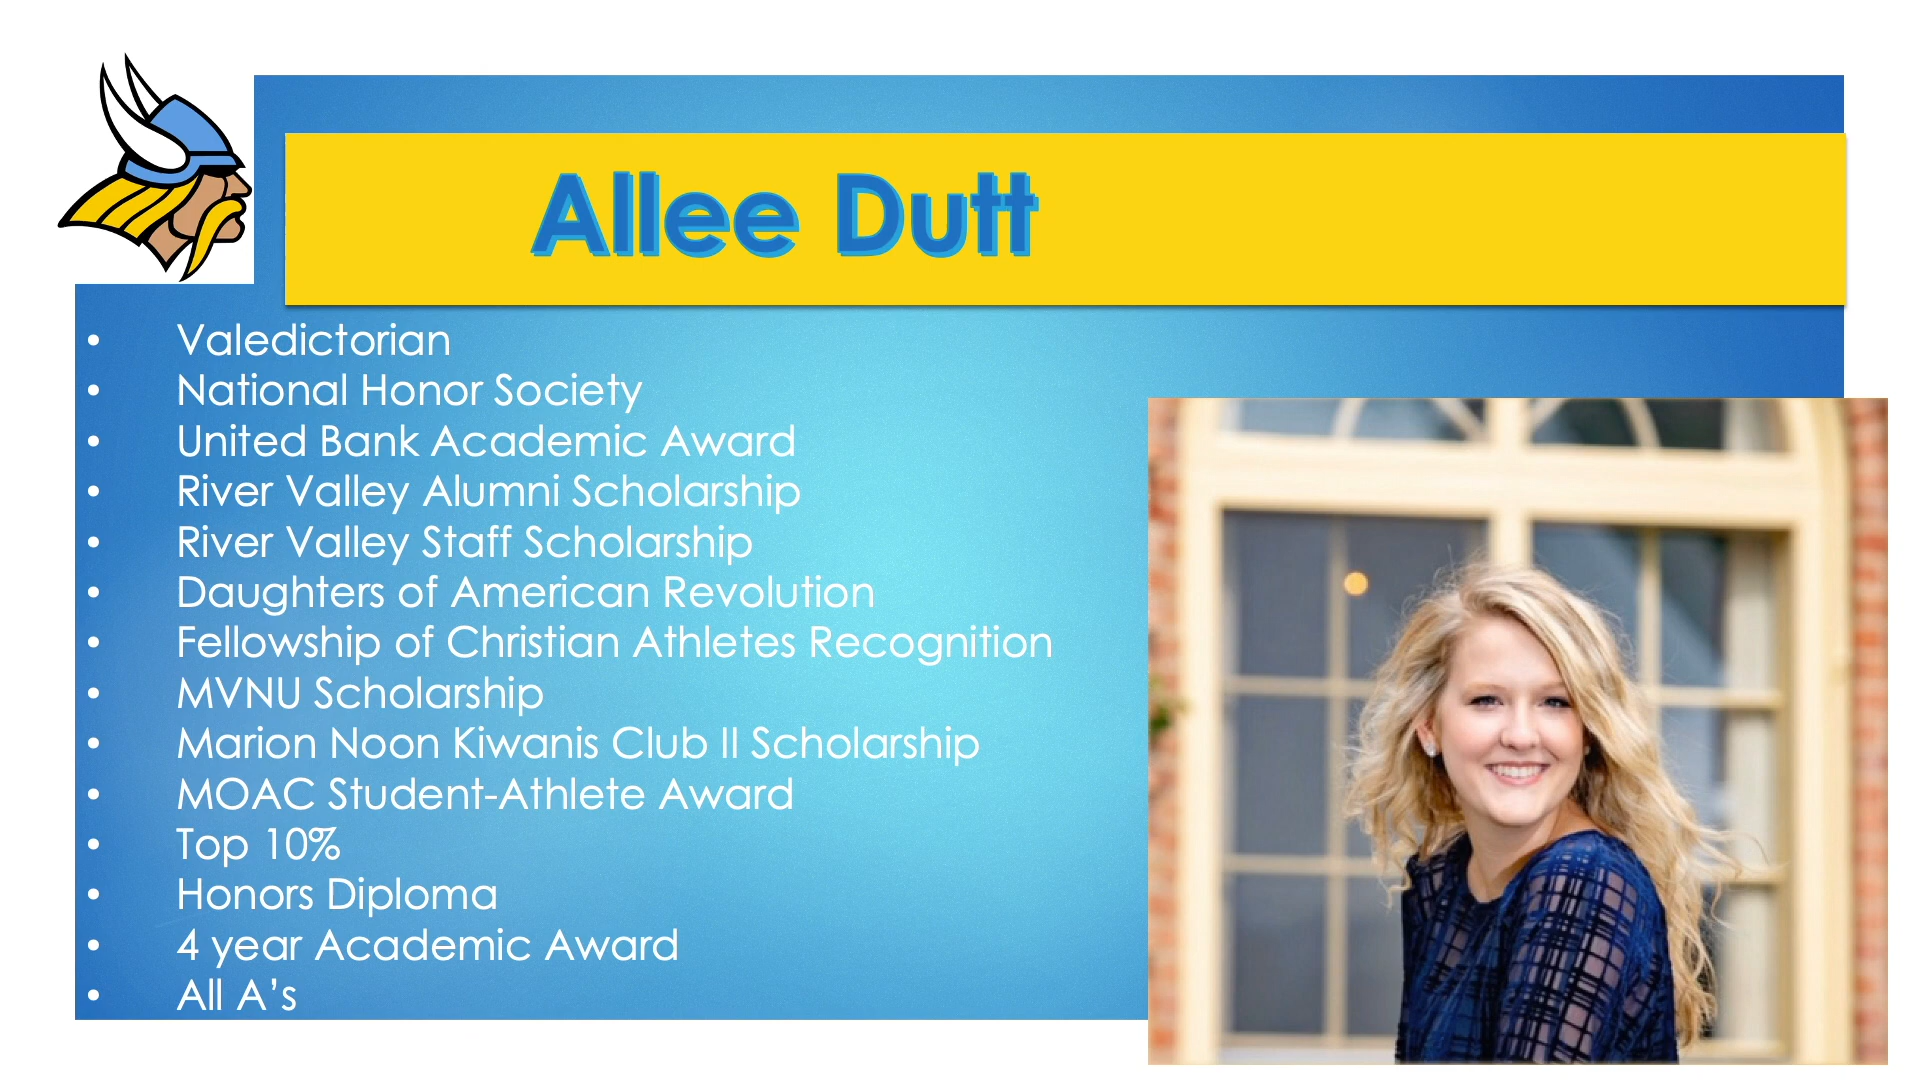 Allee Dutt
• Valedictorian
• National Honor Society
• United Bank Academic Award
• River Valley Alumni Scholarship
• River Valley Staff Scholarship
• Daughters of American Revolution
• Fellowship of Christian Athletes Recognition
• MVNU Scholarship
• Marion Noon Kiwanis Club II Scholarship
• MOAC Student-Athlete Award
• Top 10%
• Honors Diploma
• 4 year Academic Award
• All A’s